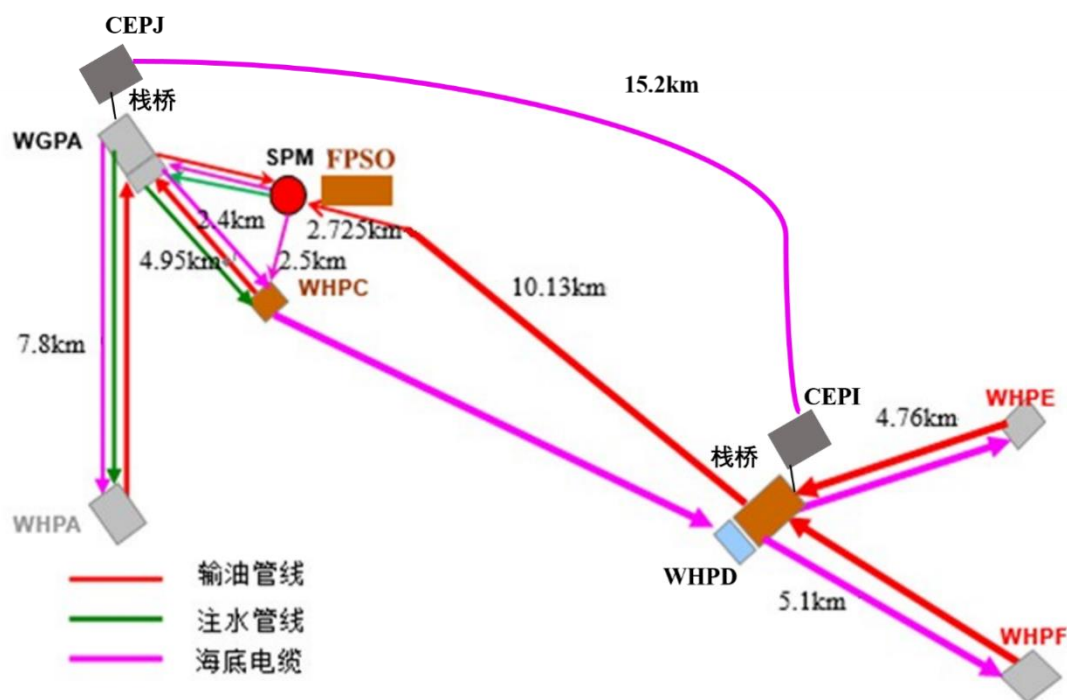 CEPJ
15.2km
栈桥
WGPA
SPM
FPSO
2.4km
2.725km
4.95km
2.5km
WHPC
10.13km
7.8km
CEPI
WHPE
4.76km
栈桥
WHPA
WHPD
5.1km
WHPF
输油管线
注水管线
海底电缆